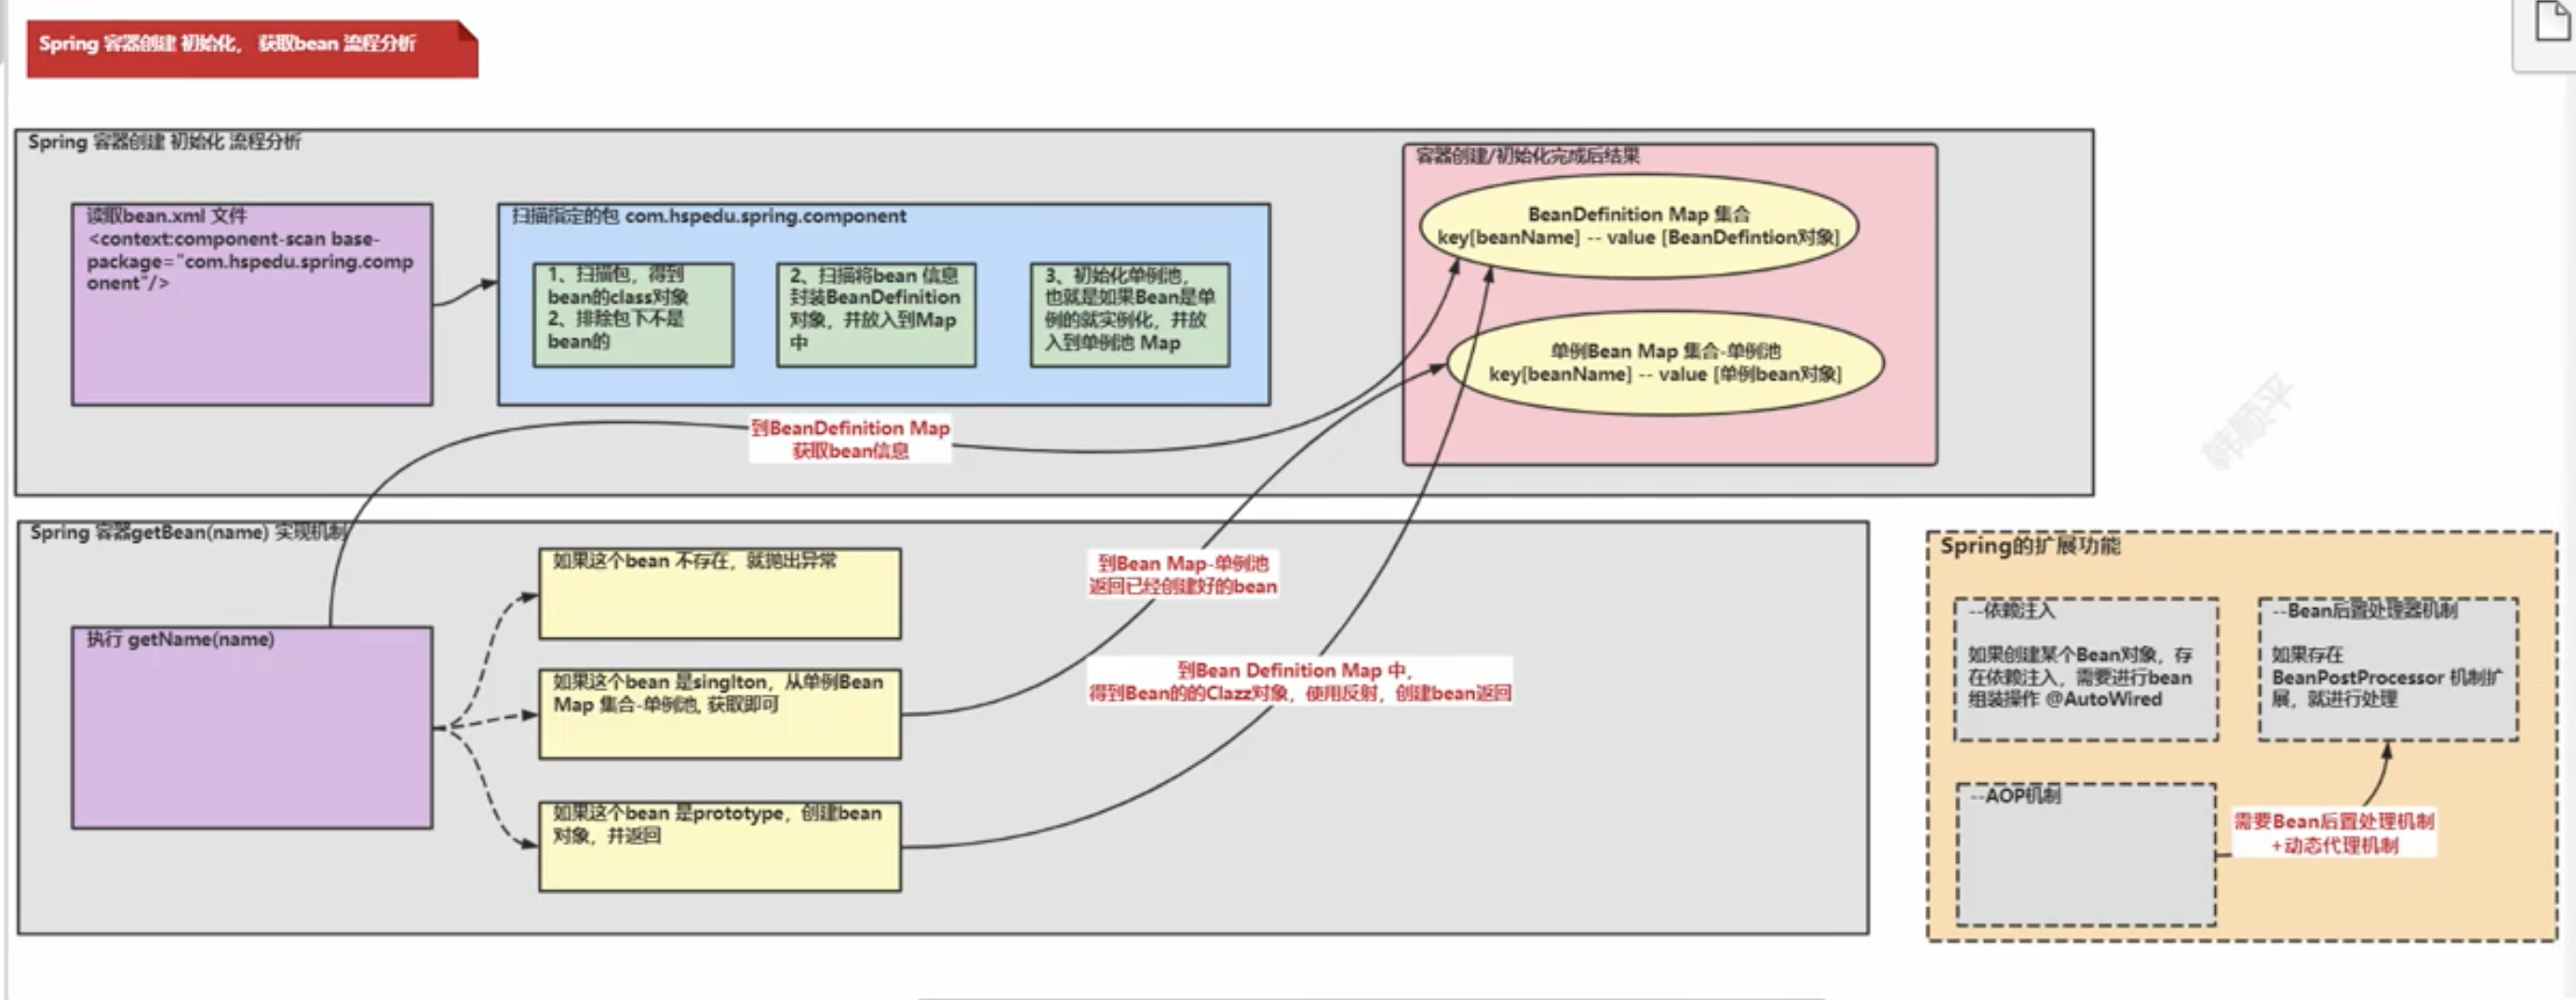 Spring 容器创建 初始化， 获取bean 流程分析
Spring 容器创建 初始化 流程分析
读取bean.xml 文件
<context:component-scan base-
package="com.hspedu.spring.comp
onent"/>
扫描指定的包 com.hspedu.spring.component
1、扫描包，得到
bean的class对象
2、排除包下不是
bean的
2、扫描将bean 信息
封装BeanDefinition
对象，并放入到Map
中
3、初始化单例池，
也就是如果Bean是单
例的就实例化，并放
入到单例池 Map
容器创建/初始化完成后结果
BeanDefinition Map 集合
key[beanName] -- value [BeanDefintion对象]
单例Bean Map 集合-单例池
key[beanName] -- value [单例bean对象]
到BeanDefinition Map
获取bean信息
韩顺平
Spring 容器getBean(name) 实现机制
执行 getName(name)
如果这个bean 不存在，就抛出异常
如果这个bean 是singlton，从单例Bean
Map 集合-单例池, 获取即可
如果这个bean 是prototype，创建bean
对象，并返回
到Bean Map-单例池
返回已经创建好的bean
到Bean Definition Map 中，
得到Bean的的Clazz对象，使用反射，创建bean返回
Spring的扩展功能
--依赖注入
如果创建某个Bean对象，存
在依赖注入，需要进行bean
组装操作 @AutoWired
--Bean后置处理器机制
如果存在
BeanPostProcessor 机制扩
展，就进行处理
--AOP机制
需要Bean后置处理机制
+动态代理机制